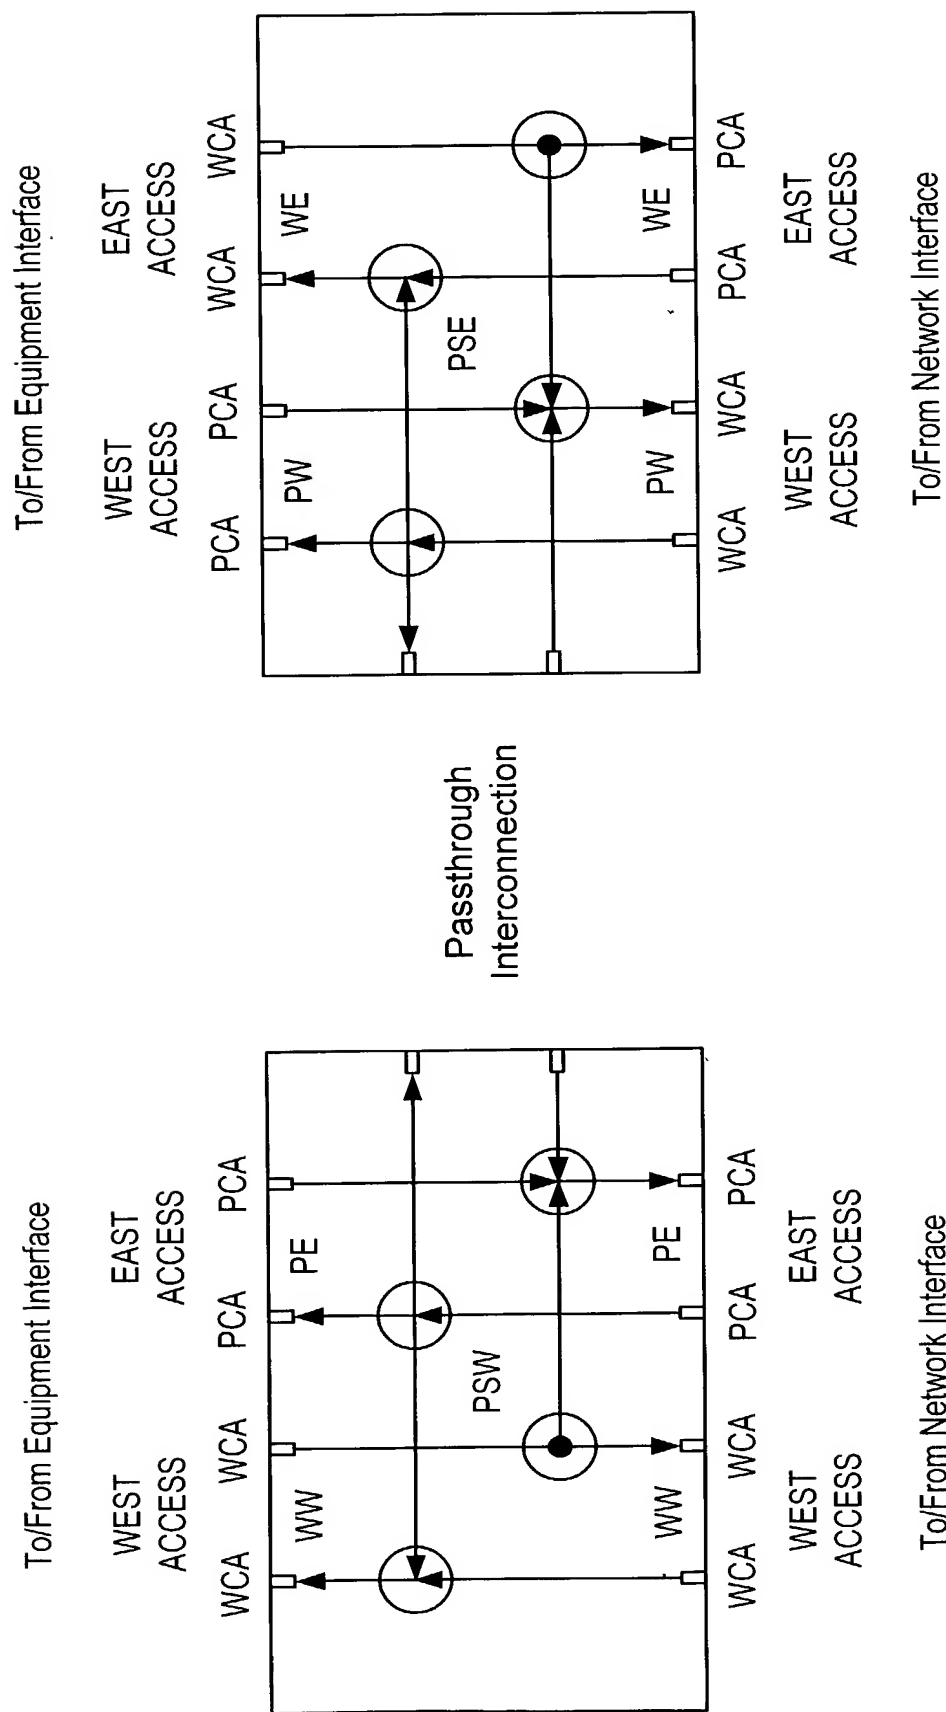 To/From Equipment Interface
WEST
ACCESS
EAST
ACCESS
WCA
WCA
PCA
PCA
WW
PE
PSW
WW
PE
WCA
WCA
PCA
PCA
WEST
ACCESS
EAST
ACCESS
To/From Network Interface
Passthrough
Interconnection
To/From Equipment Interface
WEST
ACCESS
EAST
ACCESS
PCA
PCA
WCA
WCA
PW
WE
PSE
PW
WE
WCA
WCA
PCA
PCA
WEST
ACCESS
EAST
ACCESS
To/From Network Interface